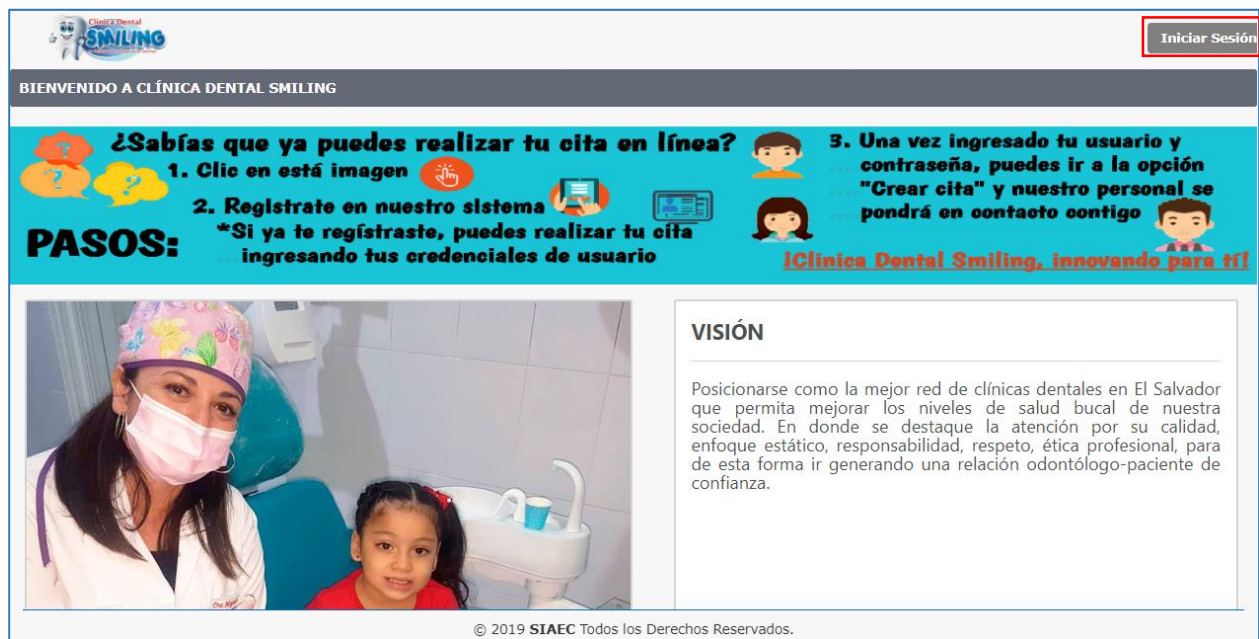 Clínica Dental
SMILING
Iniciar Sesión
BIENVENIDO A CLÍNICA DENTAL SMILING
¿Sabías que ya puedes realizar tu cita en línea?
1. Clic en está imagen
2. Registrate en nuestro sistema
*Si ya te regístraste, puedes realizar tu cita
ingresando tus credenciales de usuario
PASOS:
3. Una vez ingresado tu usuario y
contraseña, puedes ir a la opción
"Crear cita" y nuestro personal se
pondrá en contacto contigo
¡Clinica Dental Smiling, innovando para tí!
VISIÓN
Posicionarse como la mejor red de clínicas dentales en El Salvador
que permita mejorar los niveles de salud bucal de nuestra
sociedad. En donde se destaque la atención por su calidad,
enfoque estático, responsabilidad, respeto, ética profesional, para
de esta forma ir generando una relación odontólogo-paciente de
confianza.
© 2019 SIAEC Todos los Derechos Reservados.